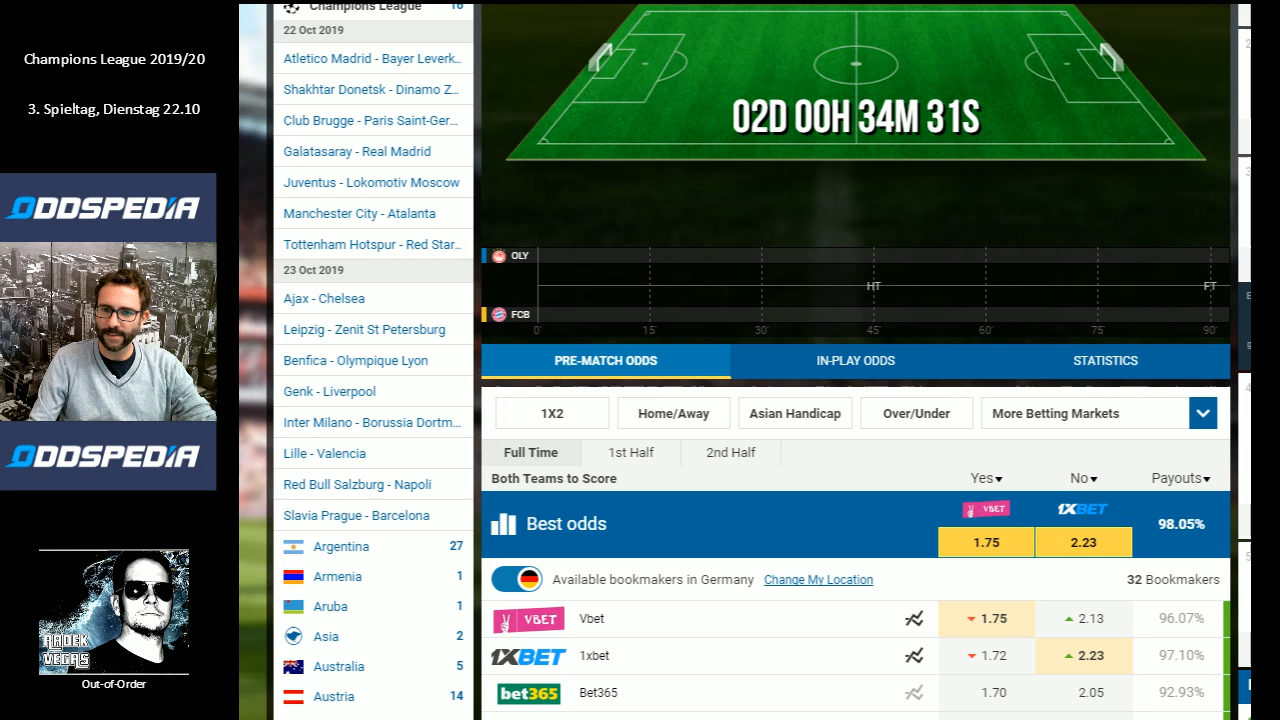 Champions League 2019/20
3. Spieltag, Dienstag 22.10
ODDSPEDIA
ODDSPEDIA
RADEK VEGAS
Out-of-Order
Champions League 16
22 Oct 2019
Atletico Madrid - Bayer Leverk...
Shakhtar Donetsk - Dinamo Z...
Club Brugge - Paris Saint-Ger...
Galatasaray - Real Madrid
Juventus - Lokomotiv Moscow
Manchester City - Atalanta
Tottenham Hotspur - Red Star...
23 Oct 2019
Ajax - Chelsea
Leipzig - Zenit St Petersburg
Benfica - Olympique Lyon
Genk - Liverpool
Inter Milano - Borussia Dortm...
Lille - Valencia
Red Bull Salzburg - Napoli
Slavia Prague - Barcelona
Argentina 27
Armenia 1
Aruba 1
Asia 2
Australia 5
Austria 14
02D 00H 34M 31S
OLY
HT FT
FCB
0' 15' 30' 45' 60' 75' 90'
PRE-MATCH ODDS IN-PLAY ODDS STATISTICS
1X2 Home/Away Asian Handicap Over/Under More Betting Markets
Full Time 1st Half 2nd Half
Both Teams to Score Yes No Payouts
VBET 1XBET
Best odds 98.05%
1.75 2.23
Available bookmakers in Germany Change My Location 32 Bookmakers
VBET Vbet 1.75 2.13 96.07%
1XBET 1xbet 1.72 2.23 97.10%
bet365 Bet365 1.70 2.05 92.93%